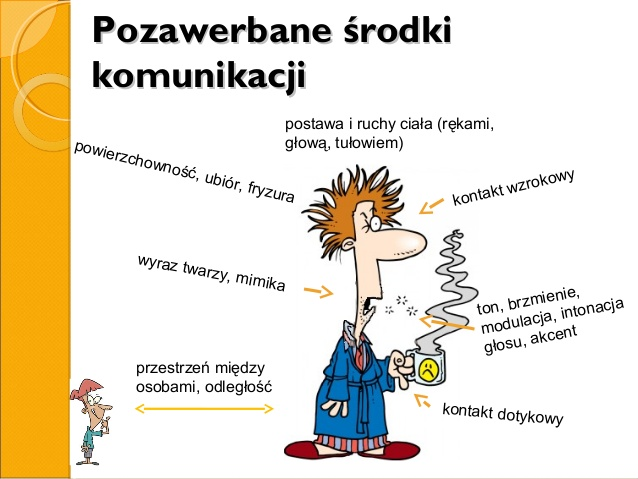 Pozawerbane środki
komunikacji
postawa i ruchy ciała (rękami,
głową, tułowiem)
powierzchowność, ubiór, fryzura
kontakt wzrokowy
wyraz twarzy, mimika
ton, brzmienie,
modulacja, intonacja
głosu, akcent
przestrzeń między
osobami, odległość
kontakt dotykowy